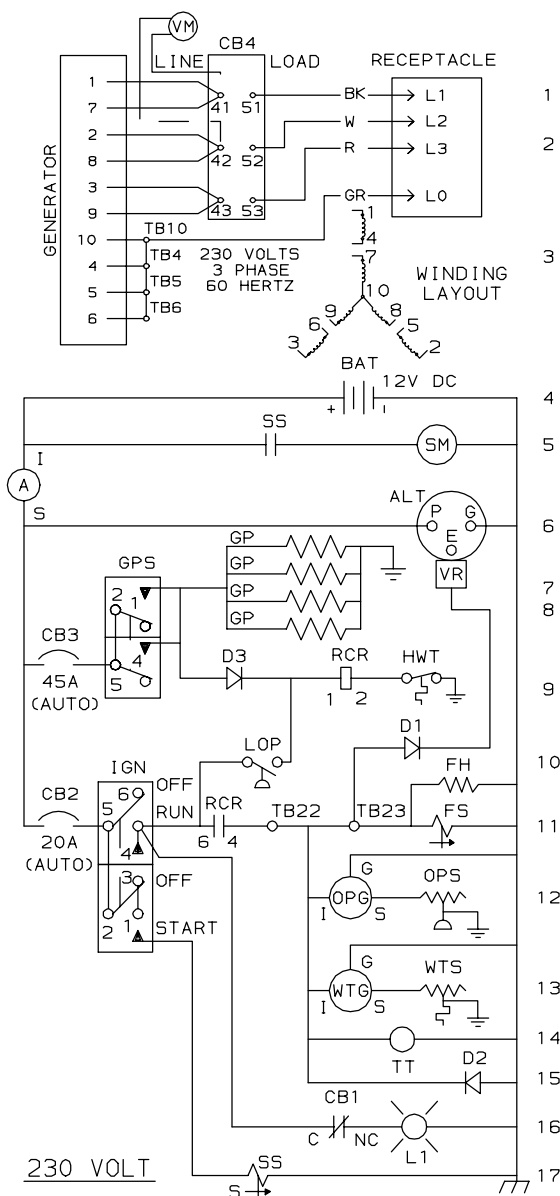 VM
CB4
LINE LOAD RECEPTACLE
GENERATOR
1 41 51 BK L1 1
7
2 42 52 W L2
8 R L3 2
3
9 43 53 GR L0
10 TB10
4 TB4
5 TB5
6 TB6
230 VOLTS
3 PHASE
60 HERTZ
1
4
7
10
9 8
6 5
3 2
WINDING
LAYOUT
3
BAT
+ - 12V DC 4
SS SM 5
I
A
S
ALT
P G 6
E
VR
GPS
GP
GP
GP
GP
2 1 7
8
4
5
CB3
45A
(AUTO)
D3 RCR HWT
1 2 9
LOP D1 10
IGN
CB2
20A
(AUTO)
6 OFF
5 RUN
4
RCR
6 4
TB22 TB23
FH
FS 11
3 OFF
2 1 START
G
I OPG S OPS 12
G
I WTG S WTS 13
TT 14
D2 15
CB1
C NC L1 16
230 VOLT
SS
S 17